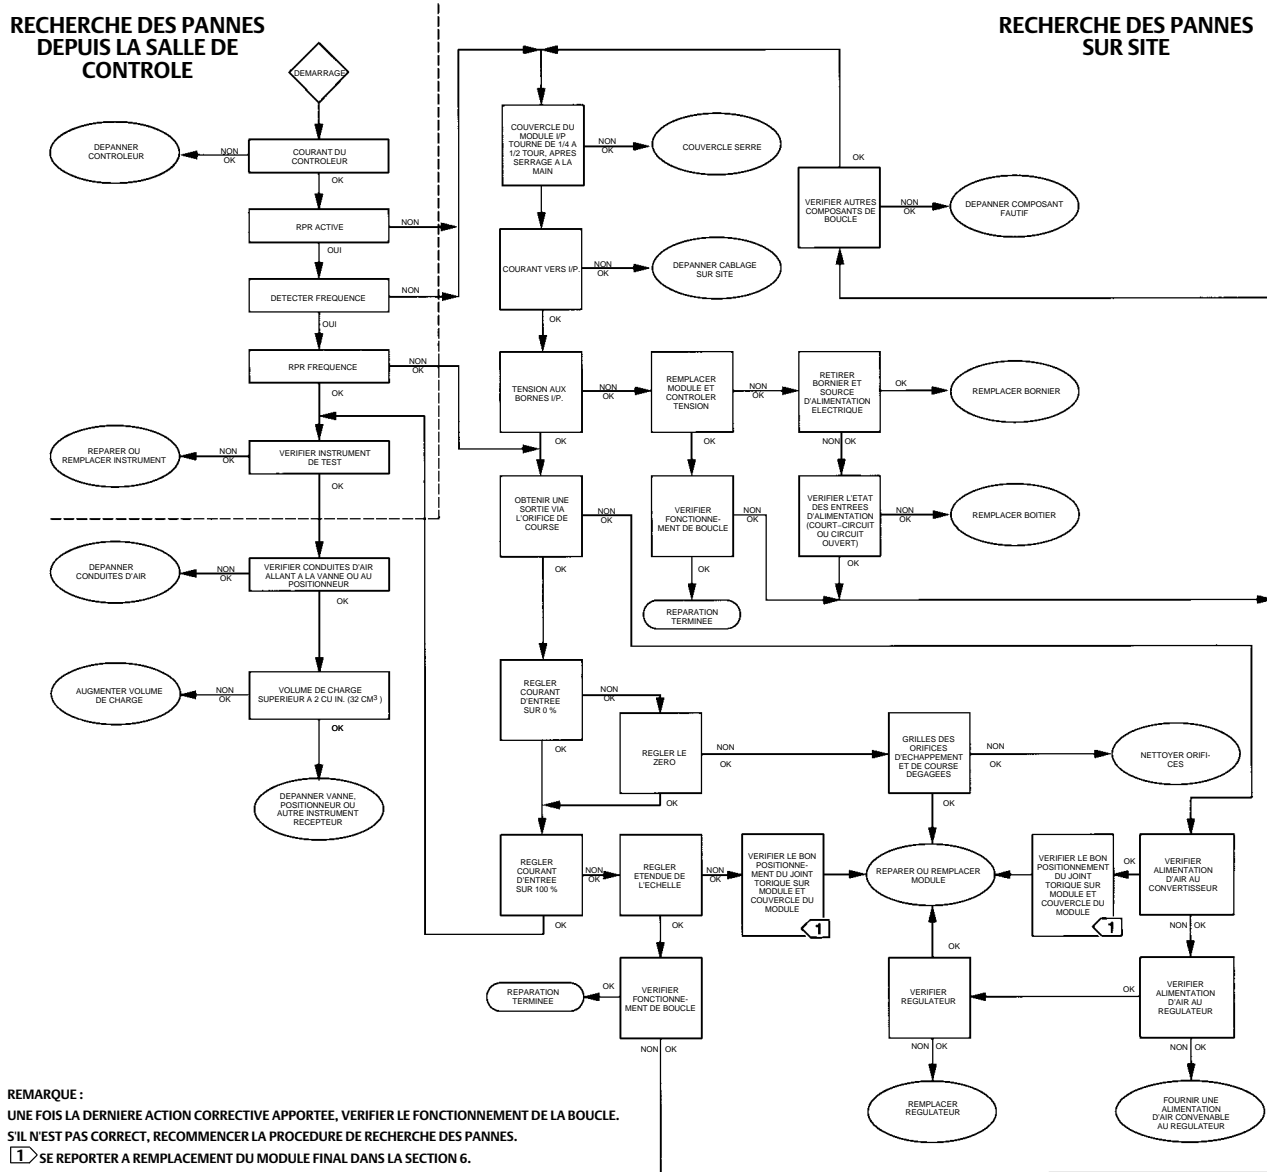 RECHERCHE DES PANNES
DEPUIS LA SALLE DE
CONTROLE
RECHERCHE DES PANNES
SUR SITE
DEMARRAGE
DEPANNER
CONTROLEUR
NON
OK
COURANT DU
CONTROLEUR
OK
RPR ACTIVE
NON
OUI
DETECTER FREQUENCE
NON
OUI
RPR FREQUENCE
NON
OK
OK
REPARER OU
REMPLACER INSTRUMENT
NON
OK
VERIFIER INSTRUMENT
DE TEST
OK
DEPANNER
CONDUITES D'AIR
NON
OK
VERIFIER CONDUITES D'AIR
ALLANT A LA VANNE OU AU
POSITIONNEUR
OK
AUGMENTER VOLUME
DE CHARGE
NON
OK
VOLUME DE CHARGE
SUPERIEUR A 2 CU IN. (32 CM3 )
OK
DEPANNER VANNE,
POSITIONNEUR OU
AUTRE INSTRUMENT
RECEPTEUR
COUVERCLE DU
MODULE I/P
TOURNE DE 1/4 A
1/2 TOUR, APRES
SERRAGE A LA
MAIN
NON
OK
COUVERCLE SERRE
OK
VERIFIER AUTRES
COMPOSANTS DE
BOUCLE
NON
OK
DEPANNER COMPOSANT
FAUTIF
COURANT VERS I/P.
NON
OK
DEPANNER CABLAGE
SUR SITE
OK
TENSION AUX
BORNES I/P.
NON
OK
REMPLACER
MODULE ET
CONTROLER
TENSION
NON
OK
RETIRER
BORNIER ET
SOURCE
D'ALIMENTATION
ELECTRIQUE
OK
REMPLACER BORNIER
OK
OK
NON OK
OBTENIR UNE
SORTIE VIA
L'ORIFICE DE
COURSE
NON
OK
VERIFIER
FONCTIONNE-
MENT DE BOUCLE
NON
OK
VERIFIER L'ETAT
DES ENTREES
D'ALIMENTATION
(COURT–CIRCUIT
OU CIRCUIT
OUVERT)
NON
OK
REMPLACER BOITIER
OK
OK
OK
REPARATION
TERMINEE
REGLER
COURANT
D'ENTREE
SUR 0 %
NON
OK
OK
REGLER LE
ZERO
NON
OK
OK
GRILLES DES
ORIFICES
D'ECHAPPEMENT
ET DE COURSE
DEGAGEES
NON
OK
NETTOYER ORIFI-
CES
OK
REGLER
COURANT
D'ENTREE
SUR 100 %
NON
OK
OK
REGLER
ETENDUE DE
L'ECHELLE
NON
OK
OK
VERIFIER LE BON
POSITIONNE-
MENT DU JOINT
TORIQUE SUR
MODULE ET
COUVERCLE DU
MODULE
1
REPARER OU REMPLACER
MODULE
VERIFIER LE BON
POSITIONNEMENT
DU JOINT
TORIQUE SUR
MODULE ET
COUVERCLE DU
MODULE
1
OK
VERIFIER
ALIMENTATION
D'AIR AU
CONVERTISSEUR
NON OK
REPARATION
TERMINEE
OK
VERIFIER
FONCTIONNE-
MENT DE BOUCLE
NON OK
OK
VERIFIER
REGULATEUR
NON OK
OK
VERIFIER
ALIMENTATION
D'AIR AU
REGULATEUR
NON OK
REMPLACER
REGULATEUR
FOURNIR UNE
ALIMENTATION
D'AIR CONVENABLE
AU REGULATEUR
REMARQUE :
UNE FOIS LA DERNIERE ACTION CORRECTIVE APPORTEE, VERIFIER LE FONCTIONNEMENT DE LA BOUCLE.
S'IL N'EST PAS CORRECT, RECOMMENCER LA PROCEDURE DE RECHERCHE DES PANNES.
1 SE REPORTER A REMPLACEMENT DU MODULE FINAL DANS LA SECTION 6.